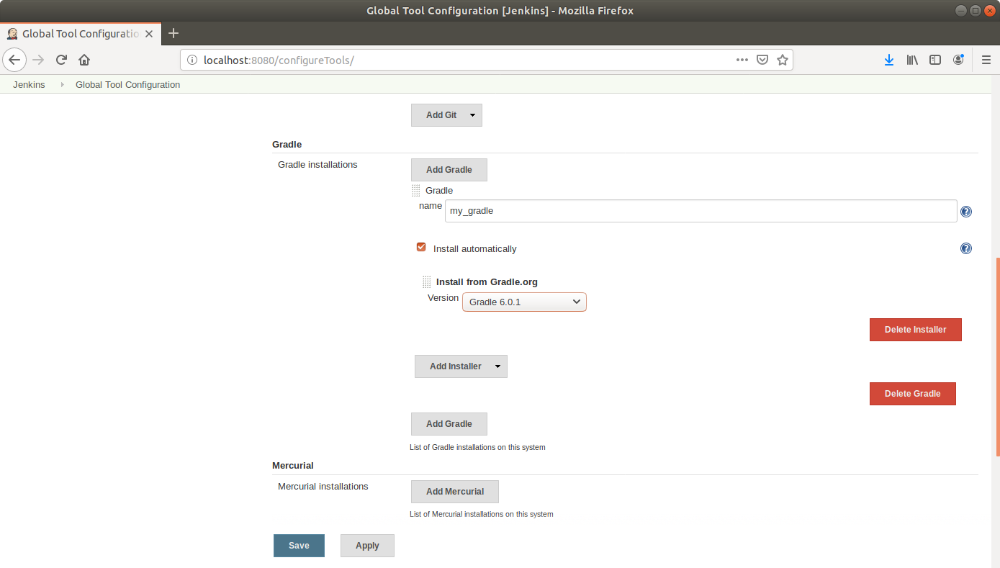 Global Tool Configuration [Jenkins] - Mozilla Firefox
Global Tool Configuratio
localhost:8080/configureTools/
Jenkins Global Tool Configuration
Add Git
Gradle
Gradle installations
Add Gradle
Gradle
name my_gradle
Install automatically
Install from Gradle.org
Version Gradle 6.0.1
Delete Installer
Add Installer
Delete Gradle
Add Gradle
List of Gradle installations on this system
Mercurial
Mercurial installations
Add Mercurial
List of Mercurial installations on this system
Save Apply